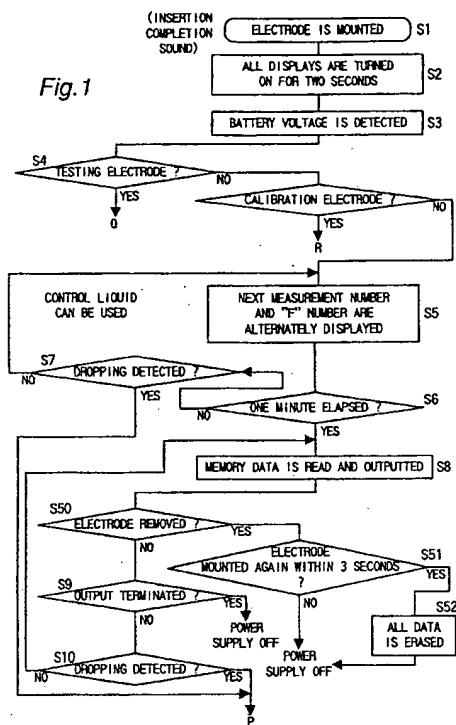 (INSERTION
COMPLETION
SOUND)
ELECTRODE IS MOUNTED
S1
Fig.1
ALL DISPLAYS ARE TURNED
ON FOR TWO SECONDS
S2
BATTERY VOLTAGE IS DETECTED
S3
S4
TESTING ELECTRODE ?
NO
YES
Q
CALIBRATION ELECTRODE ?
NO
YES
R
CONTROL LIQUID
CAN BE USED
NEXT MEASUREMENT NUMBER
AND "F" NUMBER ARE
ALTERNATELY DISPLAYED
S5
S7
DROPPING DETECTED ?
NO
YES
ONE MINUTE ELAPSED ?
S6
NO
YES
MEMORY DATA IS READ AND OUTPUTTED
S8
S50
ELECTRODE REMOVED ?
YES
NO
ELECTRODE
MOUNTED AGAIN WITHIN 3 SECONDS
?
S51
YES
NO
S9
OUTPUT TERMINATED ?
YES
NO
POWER
SUPPLY OFF
S52
ALL DATA
IS ERASED
POWER
SUPPLY OFF
S10
DROPPING DETECTED ?
NO
YES
P